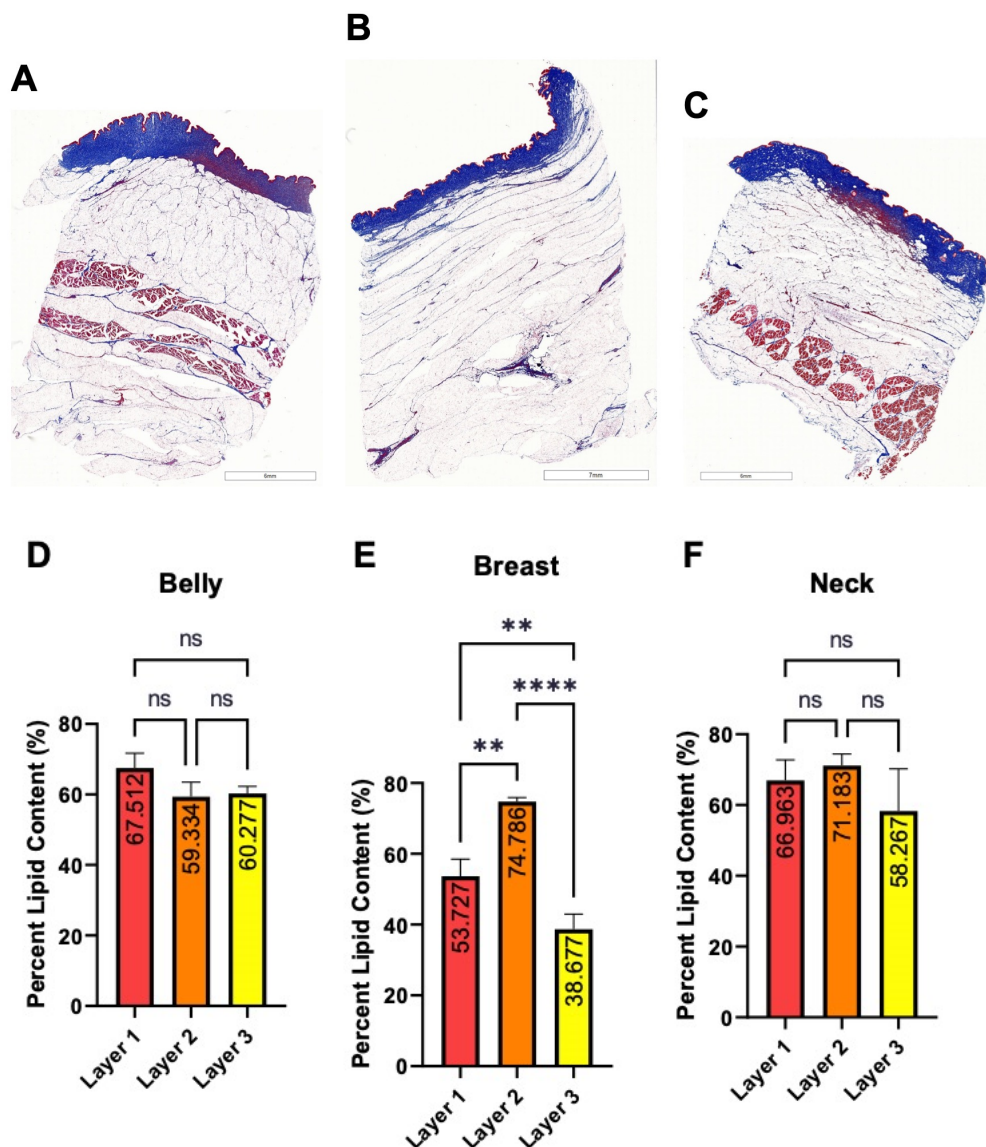 A
B
C
6mm
7mm
6mm
D
Belly
ns
ns ns
Percent Lipid Content (%)
80
60
40
20
0
67.512
59.334
60.277
Layer 1
Layer 2
Layer 3
E
Breast
**
****
**
Percent Lipid Content (%)
80
60
40
20
0
53.727
74.786
38.677
Layer 1
Layer 2
Layer 3
F
Neck
ns
ns ns
Percent Lipid Content (%)
80
60
40
20
0
66.963
71.183
58.267
Layer 1
Layer 2
Layer 3